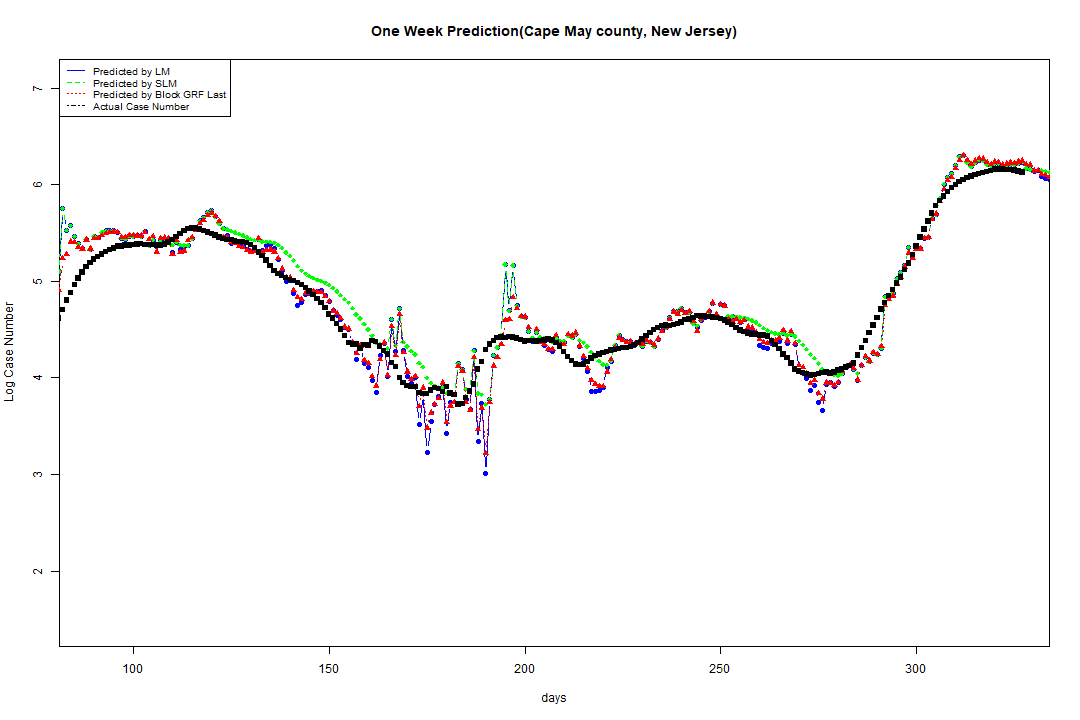 One Week Prediction(Cape May county, New Jersey)
Predicted by LM
Predicted by SLM
Predicted by Block GRF Last
Actual Case Number
7
6
5
4
3
2
Log Case Number
100 150 200 250 300
days